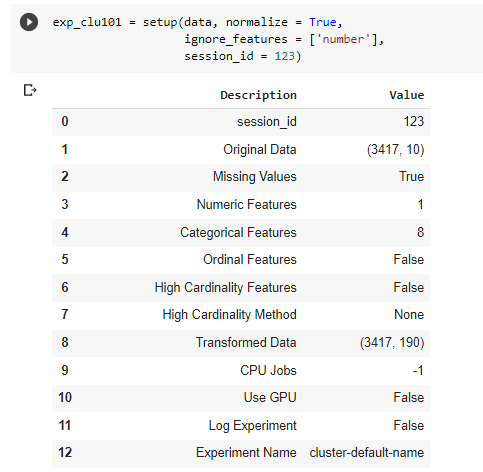 exp_clu101 = setup(data, normalize = True,
ignore_features = ['number'],
session_id = 123)
Description Value
0 session_id 123
1 Original Data (3417, 10)
2 Missing Values True
3 Numeric Features 1
4 Categorical Features 8
5 Ordinal Features False
6 High Cardinality Features False
7 High Cardinality Method None
8 Transformed Data (3417, 190)
9 CPU Jobs -1
10 Use GPU False
11 Log Experiment False
12 Experiment Name cluster-default-name